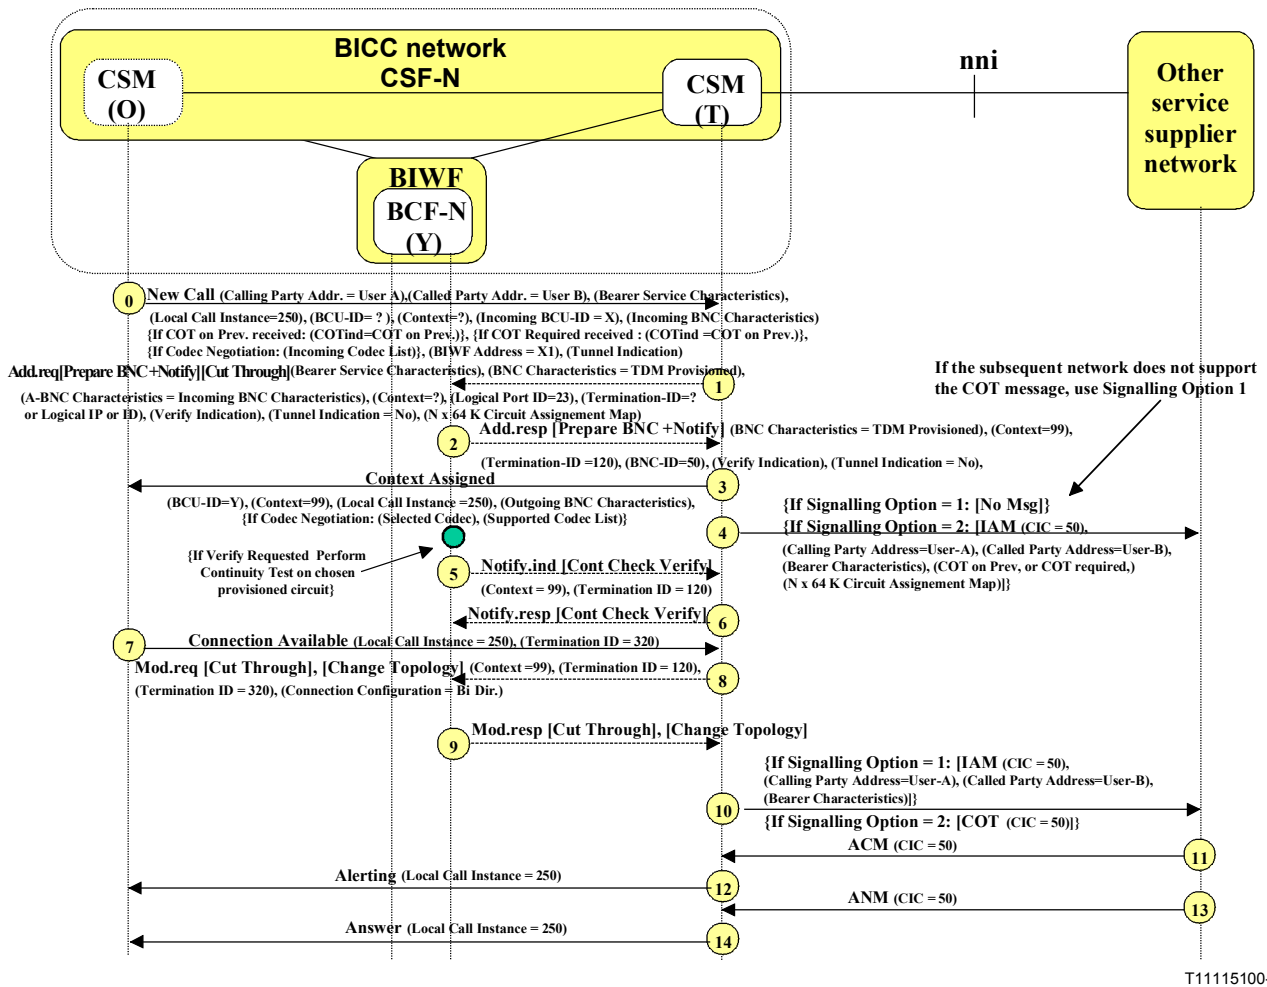 BICC network
CSF-N
CSM
(O)
CSM
(T)
nni
Other
service
supplier
network
BIWF
BCF-N
(Y)
0
New Call (Calling Party Addr. = User A),(Called Party Addr. = User B), (Bearer Service Characteristics),
(Local Call Instance=250), (BCU-ID= ? ), (Context=?), (Incoming BCU-ID = X), (Incoming BNC Characteristics)
{If COT on Prev. received: (COTind=COT on Prev.)}, {If COT Required received : (COTind =COT on Prev.)},
{If Codec Negotiation: (Incoming Codec List)}, (BIWF Address = X1), (Tunnel Indication)
Add.req[Prepare BNC+Notify][Cut Through](Bearer Service Characteristics), (BNC Characteristics = TDM Provisioned),
1
(A-BNC Characteristics = Incoming BNC Characteristics), (Context=?), (Logical Port ID=23), (Termination-ID=?
or Logical IP or ID), (Verify Indication), (Tunnel Indication = No), (N x 64 K Circuit Assignement Map)
If the subsequent network does not support
the COT message, use Signalling Option 1
2
Add.resp [Prepare BNC +Notify] (BNC Characteristics = TDM Provisioned), (Context=99),
(Termination-ID =120), (BNC-ID=50), (Verify Indication), (Tunnel Indication = No),
Context Assigned
3
(BCU-ID=Y), (Context=99), (Local Call Instance =250), (Outgoing BNC Characteristics),
{If Codec Negotiation: (Selected Codec), (Supported Codec List)}
4
{If Signalling Option = 1: [No Msg]}
{If Signalling Option = 2: [IAM (CIC = 50),
(Calling Party Address=User-A), (Called Party Address=User-B),
(Bearer Characteristics), (COT on Prev, or COT required,)
(N x 64 K Circuit Assignement Map)]}
{If Verify Requested Perform
Continuity Test on chosen
provisioned circuit}
5
Notify.ind [Cont Check Verify]
(Context = 99), (Termination ID = 120)
Notify.resp [Cont Check Verify]
6
7
Connection Available (Local Call Instance = 250), (Termination ID = 320)
Mod.req [Cut Through], [Change Topology] (Context =99), (Termination ID = 120),
8
(Termination ID = 320), (Connection Configuration = Bi Dir.)
9
Mod.resp [Cut Through], [Change Topology]
{If Signalling Option = 1: [IAM (CIC = 50),
(Calling Party Address=User-A), (Called Party Address=User-B),
(Bearer Characteristics)]}
10
{If Signalling Option = 2: [COT (CIC = 50)]}
ACM (CIC = 50)
11
Alerting (Local Call Instance = 250)
12
ANM (CIC = 50)
13
Answer (Local Call Instance = 250)
14
T11115100-